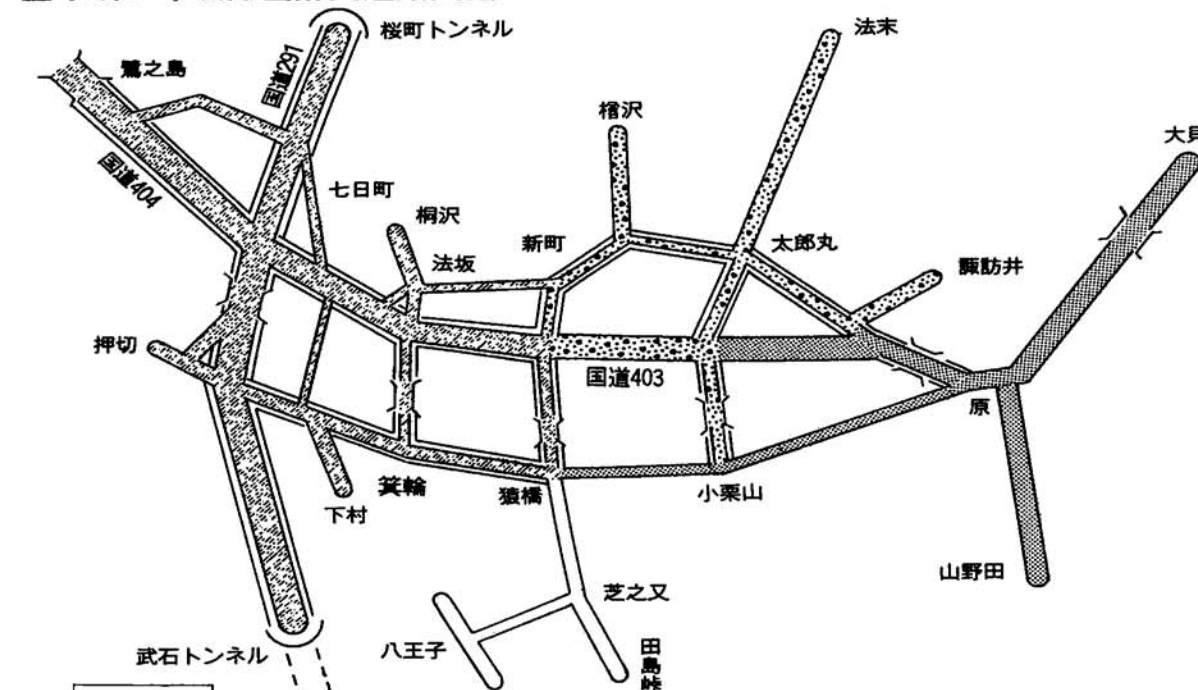 桜町トンネル
法末
鷺之島
国道291
檜沢
大貝
国道404
七日町
桐沢
新町
太郎丸
法坂
諏訪井
押切
国道403
原
箕輪
猿橋
小栗山
下村
山野田
芝之又
武石トンネル
八王子
田島峠